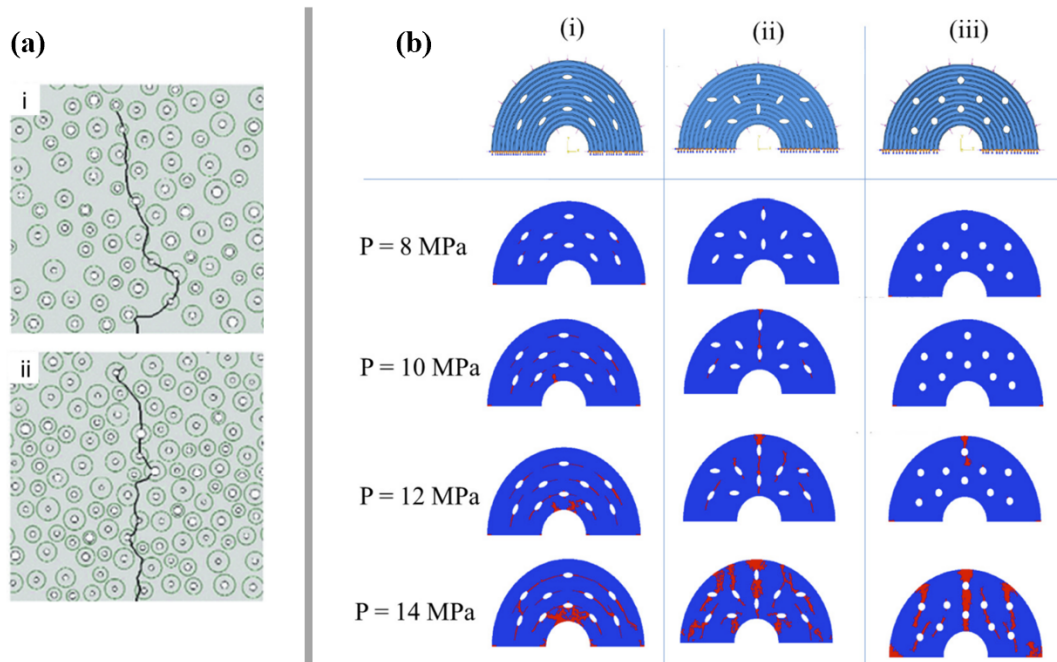 (a)
i
ii
(b)
(i)
(ii)
(iii)
P = 8 MPa
P = 10 MPa
P = 12 MPa
P = 14 MPa